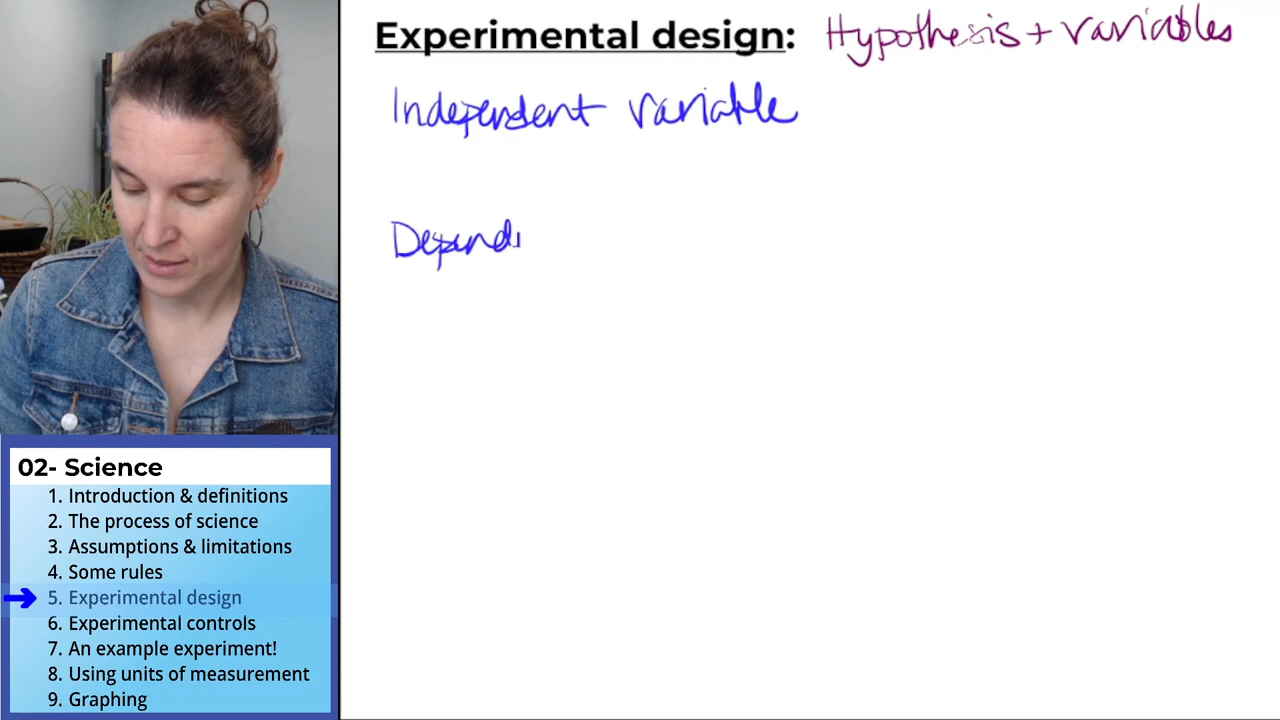 Experimental design: Hypothesis + variables
Independent variable
Depend
02- Science
1. Introduction & definitions
2. The process of science
3. Assumptions & limitations
4. Some rules
5. Experimental design
6. Experimental controls
7. An example experiment!
8. Using units of measurement
9. Graphing